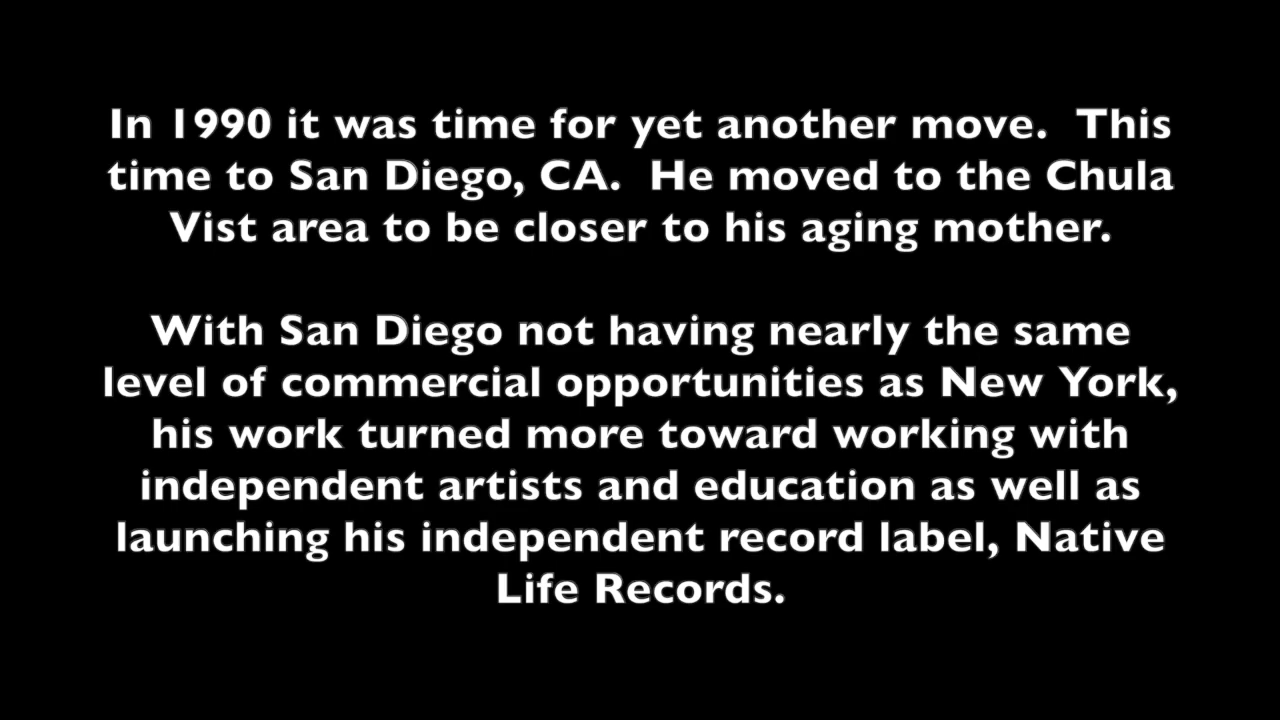 In 1990 it was time for yet another move.  This
time to San Diego, CA.  He moved to the Chula
Vist area to be closer to his aging mother.
With San Diego not having nearly the same
level of commercial opportunities as New York,
his work turned more toward working with
independent artists and education as well as
launching his independent record label, Native
Life Records.